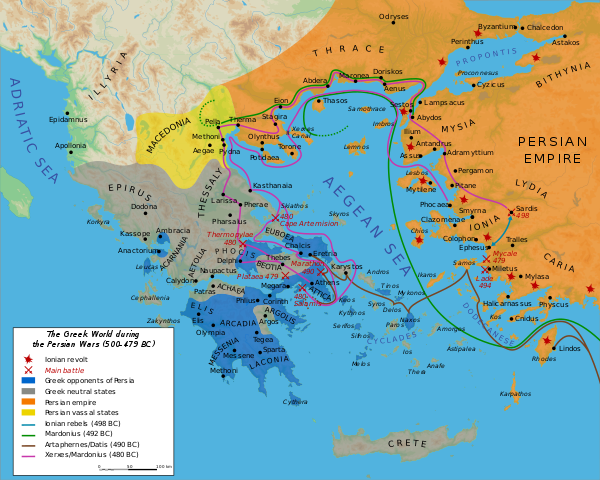 Odryses
Byzantium
Chalcedon
Perinthus
Astakos
THRACE
PROPONTIS
ILLYRIA
Abdera
Maronea
Doriskos
Aenus
Proconnesus
Cyzicus
BITHYNIA
ADRIATIC SEA
Eion
Thasos
Samothrace
Sestos
Lampsacus
Abydos
Epidamnus
MACEDONIA
Pella
Therma
Stagira
Imbros
Methoni
Olynthus
Xerxes
Canal
Ilium
MYSIA
Apollonia
Aegae
Pydna
Torone
Potidaea
Lemnos
Antandrus
Assus
Adramyttion
PERSIAN
EMPIRE
EPIRUS
THESSALY
Kasthanaia
Lesbos
Mytilene
Pergamon
Pitane
LYDIA
Dodona
Larissa
Pherae
Skiathos
AEGEAN SEA
Phocaea
Smyrna
Sardis
498
Korkyra
Pharsalus
480
Cape Artemision
Skyros
Clazomenae
IONIA
Kassope
Ambracia
Thermopylae
480
EUBOEA
Chios
Colophon
Tralles
Anactorium
ACARNANIA
AETOLIA
PHOCIS
Chalcis
Eretria
Ephesus
Mycale
479
CARIA
Leucas
Delphi
Thebes
BEOTIA
Marathon
490
Karystos
Andros
Ikaros
Samos
Lade
494
Miletus
Mylasa
Calydon
Naupactus
Plataea 479
Athens
Tinos
Mykonos
Cephallenia
Patras
ACHAEA
Megara
480
Salamis
ATTICA
Keos
Syros
Delos
Halicarnassus
Physcus
Zakynthos
ELIS
Elis
Phlius
Corinth
Kythnos
Paros
Naxos
DODECANESE
Kos
Cnidus
Olympia
ARCADIA
ARGOLIS
Argos
Serifos
Sifnos
CYCLADES
Amorgos
Astipalea
Lindos
Rhodes
Tegea
MESSENIA
Messene
Sparta
LACONIA
Ios
Melos
Thera
Anafe
Methoni
Cythera
Karpathos
CRETE
The Greek World during
the Persian Wars (500-479 BC)
Ionian revolt
Main battle
Greek opponents of Persia
Greek neutral states
Persian empire
Persian vassal states
Ionian rebels (498 BC)
Mardonius (492 BC)
Artaphernes/Datis (490 BC)
Xerxes/Mardonius (480 BC)
0 50 100 km